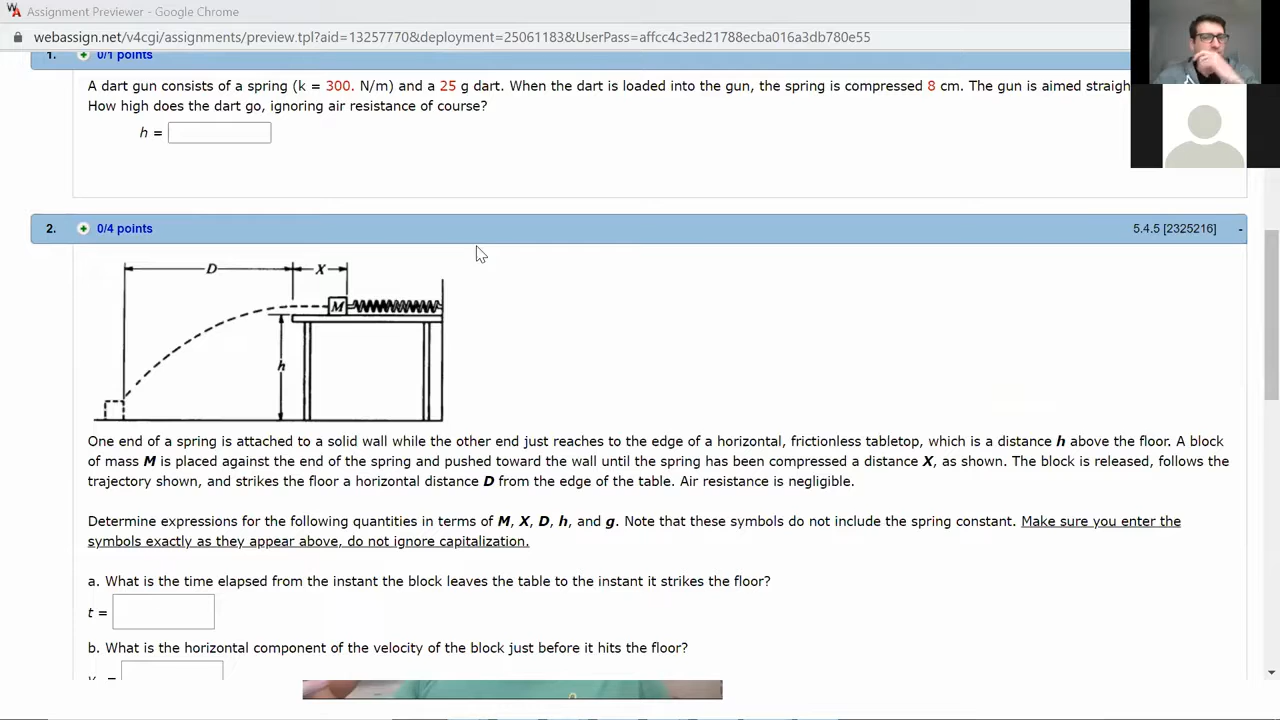 Assignment Previewer - Google Chrome
webassign.net/v4cgi/assignments/preview.tpl?aid=13257770&deployment=25061183&UserPass=affcc4c3ed21788ecba016a3db780e55
1. 0/1 points
A dart gun consists of a spring (k = 300. N/m) and a 25 g dart. When the dart is loaded into the gun, the spring is compressed 8 cm. The gun is aimed
How high does the dart go, ignoring air resistance of course?
h =
2. 0/4 points 5.4.5 [2325216] -
D X
M
h
One end of a spring is attached to a solid wall while the other end just reaches to the edge of a horizontal, frictionless tabletop, which is a distance h above the floor. A block
of mass M is placed against the end of the spring and pushed toward the wall until the spring has been compressed a distance X, as shown. The block is released, follows the
trajectory shown, and strikes the floor a horizontal distance D from the edge of the table. Air resistance is negligible.
Determine expressions for the following quantities in terms of M, X, D, h, and g. Note that these symbols do not include the spring constant. Make sure you enter the
symbols exactly as they appear above, do not ignore capitalization.
a. What is the time elapsed from the instant the block leaves the table to the instant it strikes the floor?
t =
b. What is the horizontal component of the velocity of the block just before it hits the floor?